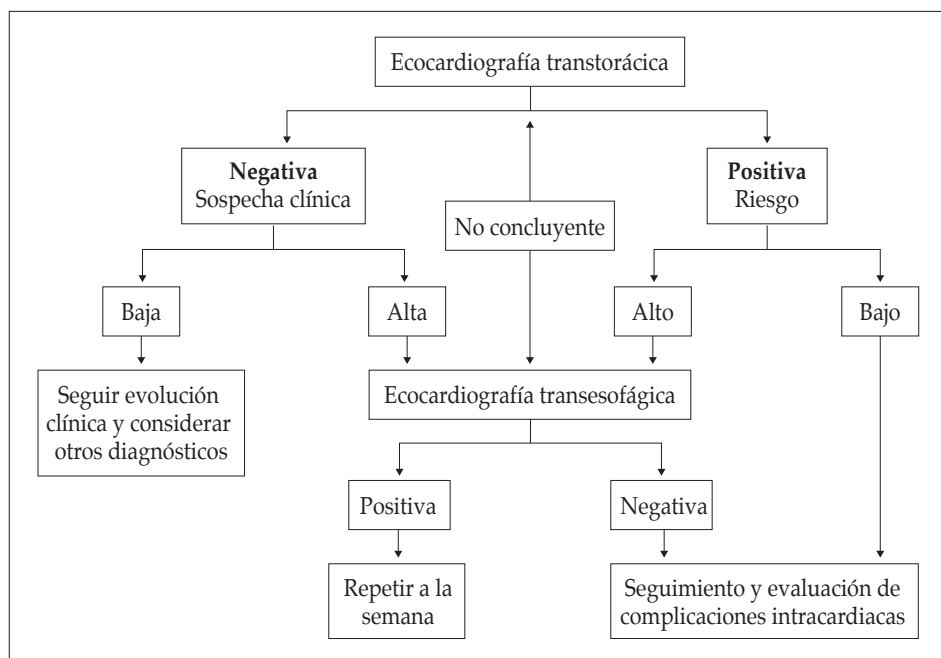 Ecocardiografía transtorácica
Negativa
Sospecha clínica
Positiva
Riesgo
No concluyente
Baja
Alta
Alto
Bajo
Seguir evolución
clínica y considerar
otros diagnósticos
Ecocardiografía transesofágica
Positiva
Negativa
Repetir a la
semana
Seguimiento y evaluación de
complicaciones intracardiacas